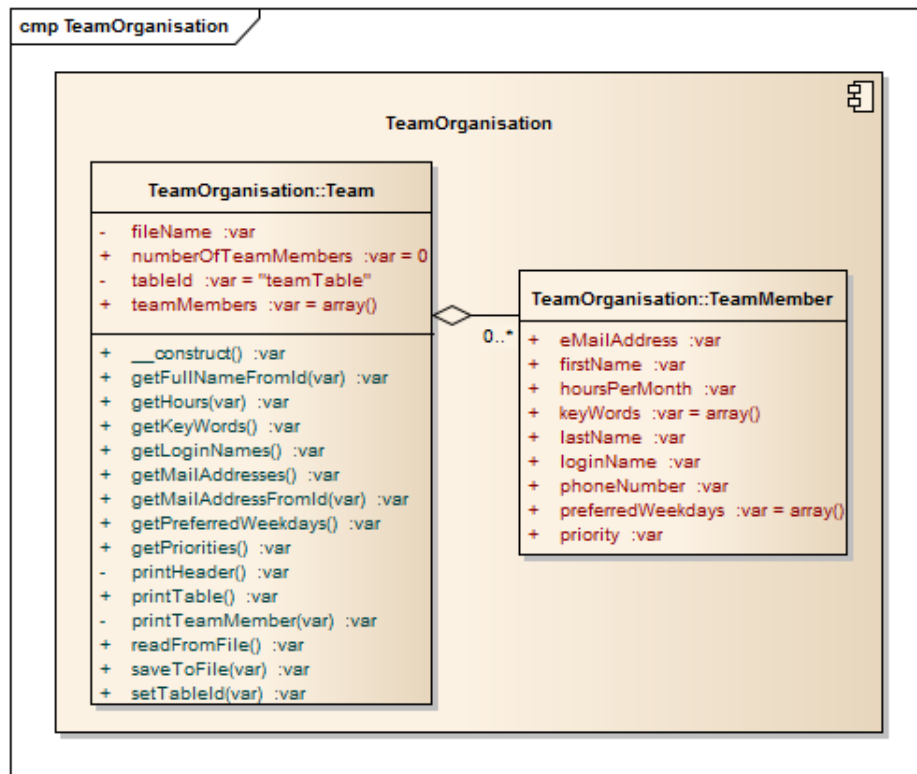 cmp TeamOrganisation
TeamOrganisation
TeamOrganisation::Team
- fileName :var
+ numberOfTeamMembers :var = 0
- tableId :var = "teamTable"
+ teamMembers :var = array()
+ __construct() :var
+ getFullNameFromId(var) :var
+ getHours(var) :var
+ getKeyWords() :var
+ getLoginNames() :var
+ getMailAddresses() :var
+ getMailAddressFromId(var) :var
+ getPreferredWeekdays() :var
+ getPriorities() :var
- printHeader() :var
+ printTable() :var
- printTeamMember(var) :var
+ readFromFile() :var
+ saveToFile(var) :var
+ setTableId(var) :var
0..*
TeamOrganisation::TeamMember
+ eMailAddress :var
+ firstName :var
+ hoursPerMonth :var
+ keyWords :var = array()
+ lastName :var
+ loginName :var
+ phoneNumber :var
+ preferredWeekdays :var = array()
+ priority :var